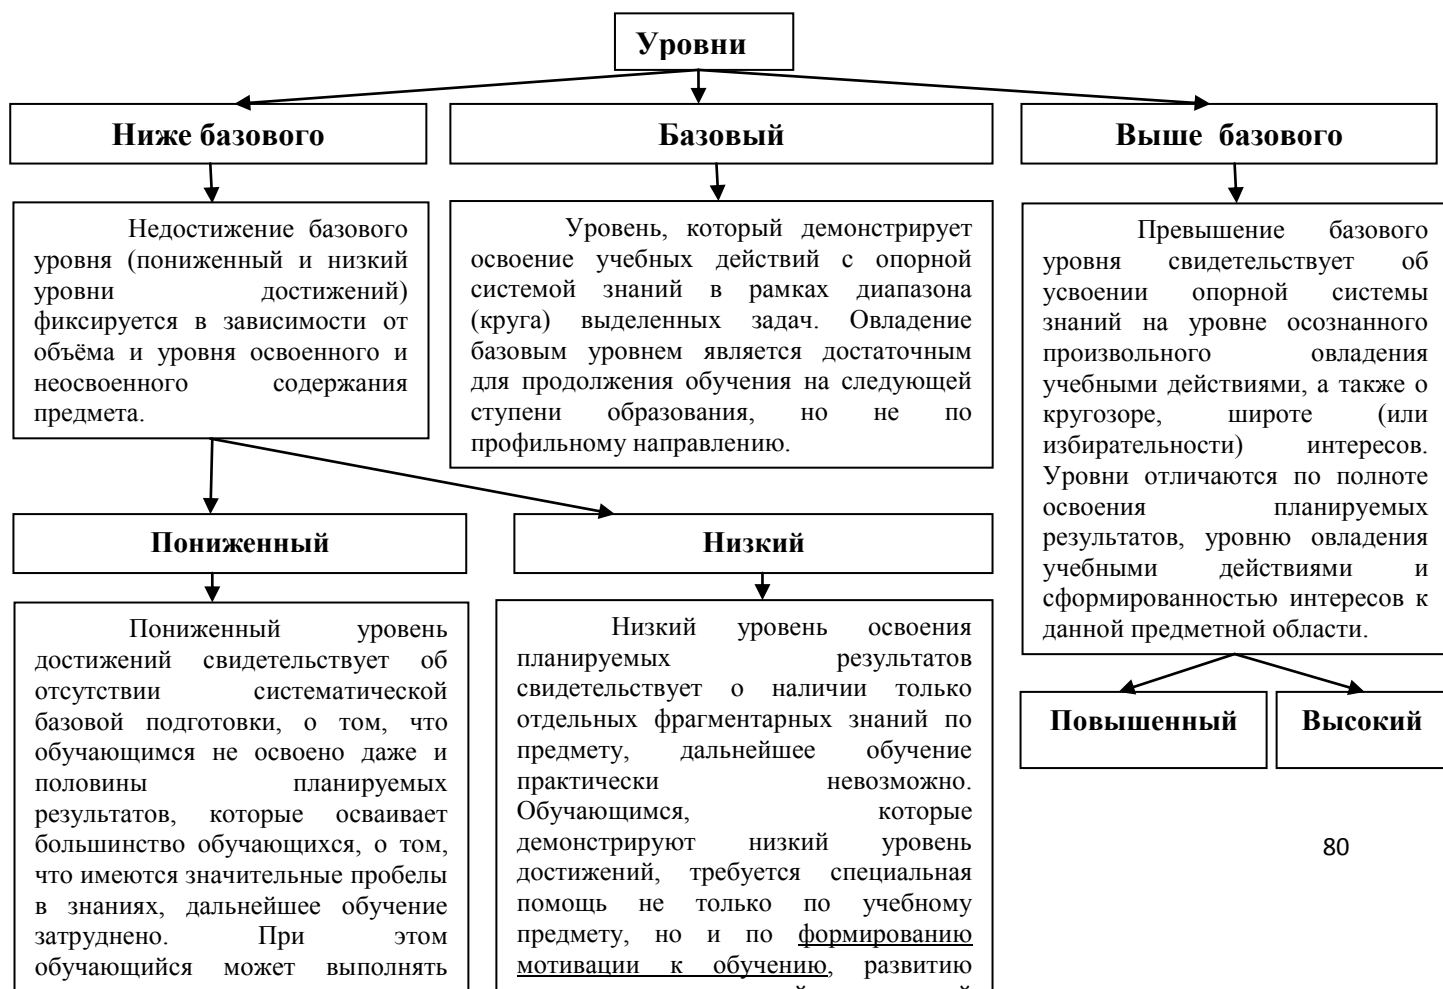 Уровни
Ниже базового
Базовый
Выше базового
Недостижение базового
уровня (пониженный и низкий
уровни достижений)
фиксируется в зависимости от
объёма и уровня освоенного и
неосвоенного содержания
предмета.
Уровень, который демонстрирует
освоение учебных действий с опорной
системой знаний в рамках диапазона
(круга) выделенных задач. Овладение
базовым уровнем является достаточным
для продолжения обучения на следующей
ступени образования, но не по
профильному направлению.
Превышение базового
уровня свидетельствует об
усвоении опорной системы
знаний на уровне осознанного
произвольного овладения
учебными действиями, а также о
кругозоре, широте (или
избирательности) интересов.
Уровни отличаются по полноте
освоения планируемых
результатов, уровню овладения
учебными действиями и
сформированностью интересов к
данной предметной области.
Пониженный
Низкий
Повышенный
Высокий
Пониженный уровень
достижений свидетельствует об
отсутствии систематической
базовой подготовки, о том, что
обучающимся не освоено даже и
половины планируемых
результатов, которые осваивает
большинство обучающихся, о том,
что имеются значительные пробелы
в знаниях, дальнейшее обучение
затруднено. При этом
обучающийся может выполнять
Низкий уровень освоения
планируемых результатов
свидетельствует о наличии только
отдельных фрагментарных знаний по
предмету, дальнейшее обучение
практически невозможно.
Обучающимся, которые
демонстрируют низкий уровень
достижений, требуется специальная
помощь не только по учебному
предмету, но и по формированию
мотивации к обучению, развитию
80